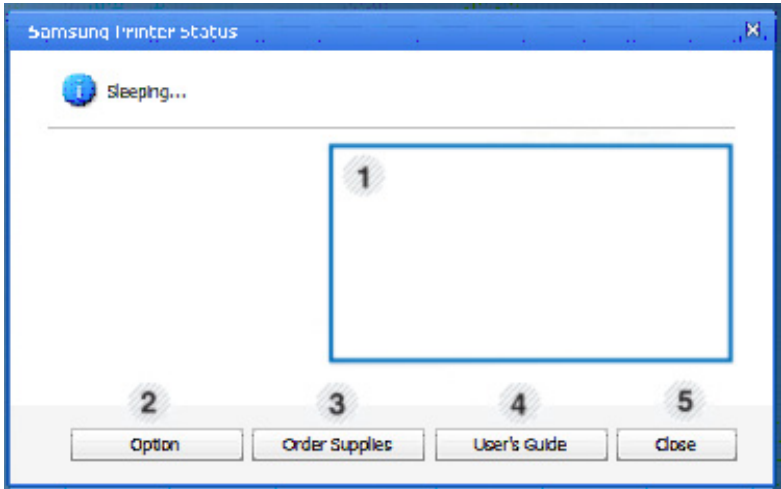 Samsung Printer Status
Sleeping...
1
2 3 4 5
Option Order Supplies User's Guide Close